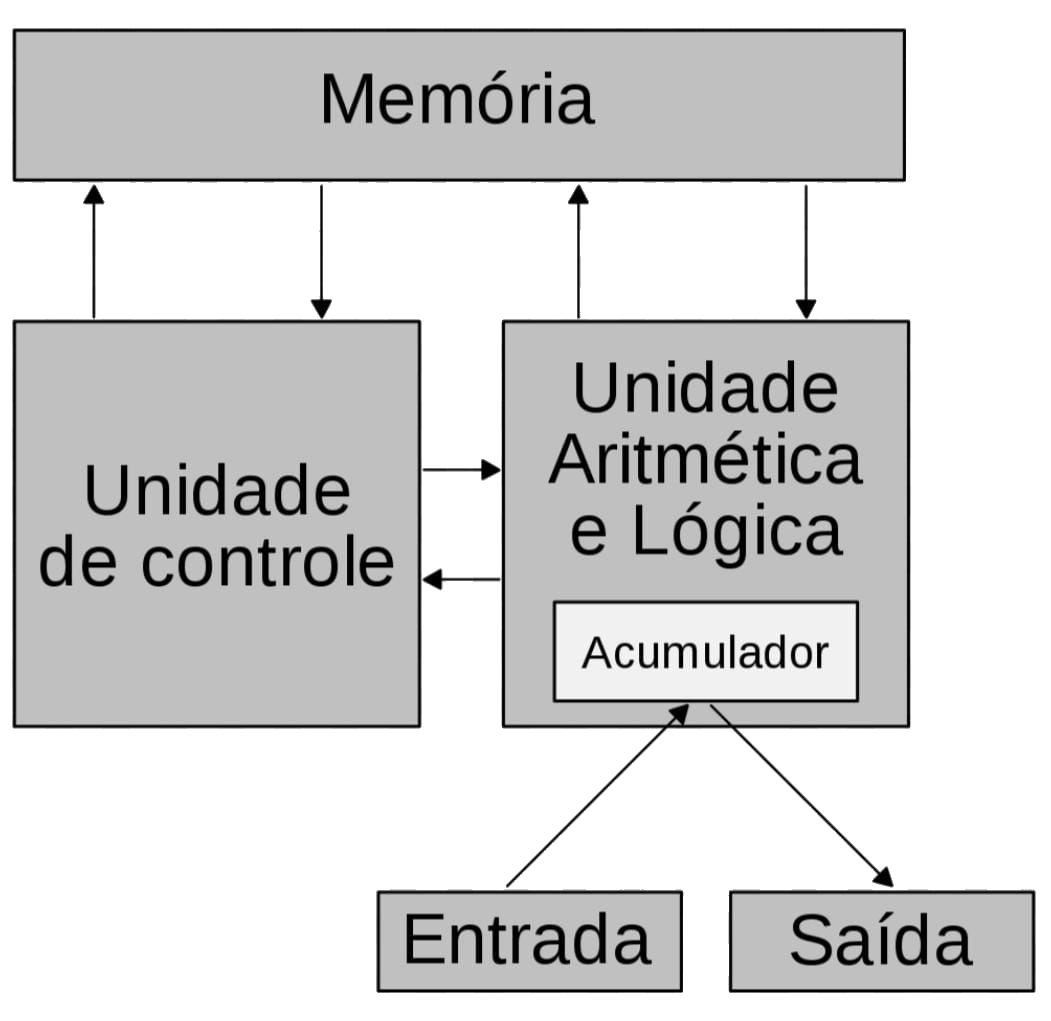 Memória
Unidade
de controle
Unidade
Aritmética
e Lógica
Acumulador
Entrada
Saída